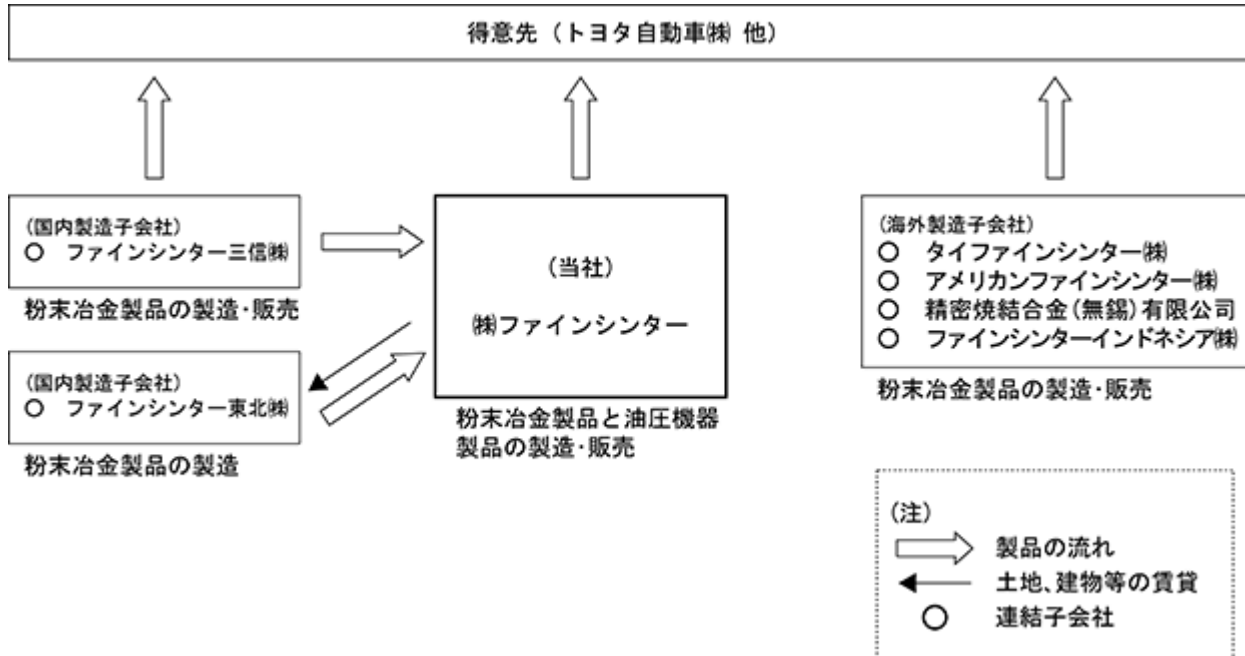 得意先（トヨタ自動車㈱ 他）
（国内製造子会社）
○ ファインシンター三信㈱
粉末冶金製品の製造・販売
（国内製造子会社）
○ ファインシンター東北㈱
粉末冶金製品の製造
（当社）
㈱ファインシンター
粉末冶金製品と油圧機器
製品の製造・販売
（海外製造子会社）
○ タイファインシンター㈱
○ アメリカンファインシンター㈱
○ 精密焼結合金（無錫）有限公司
○ ファインシンターインドネシア㈱
粉末冶金製品の製造・販売
（注）
製品の流れ
土地、建物等の賃貸
○ 連結子会社